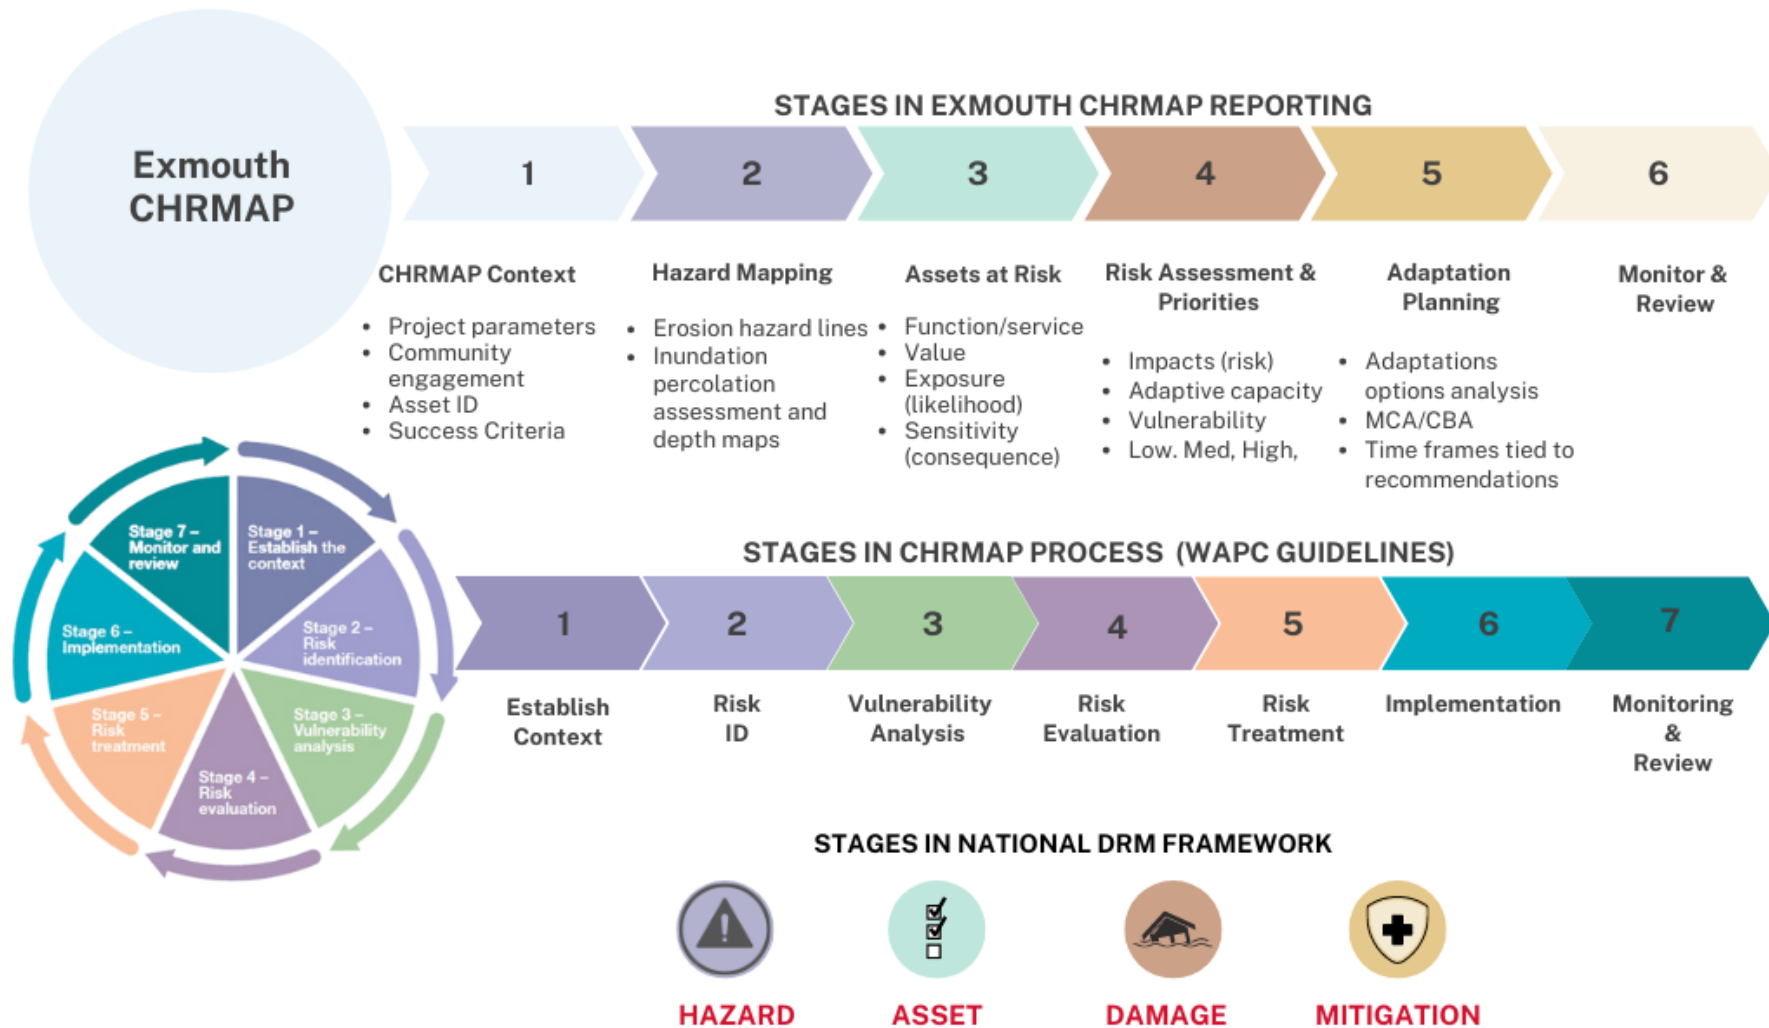 Exmouth
CHRMAP
STAGES IN EXMOUTH CHRMAP REPORTING
1
2
3
4
5
6
CHRMAP Context
• Project parameters
• Community
engagement
• Asset ID
• Success Criteria
Hazard Mapping
• Erosion hazard lines
• Inundation
percolation
assessment and
depth maps
Assets at Risk
• Function/service
• Value
• Exposure
(likelihood)
• Sensitivity
(consequence)
Risk Assessment &
Priorities
• Impacts (risk)
• Adaptive capacity
• Vulnerability
• Low. Med, High,
Adaptation
Planning
• Adaptations
options analysis
• MCA/CBA
• Time frames tied to
recommendations
Monitor &
Review
Stage 1 –
Establish the
context
Stage 2 –
Risk
identification
Stage 3 –
Vulnerability
analysis
Stage 4 –
Risk
evaluation
Stage 5 –
Risk
treatment
Stage 6 –
Implementation
Stage 7 –
Monitor and
review
STAGES IN CHRMAP PROCESS (WAPC GUIDELINES)
1
2
3
4
5
6
7
Establish
Context
Risk
ID
Vulnerability
Analysis
Risk
Evaluation
Risk
Treatment
Implementation
Monitoring
&
Review
STAGES IN NATIONAL DRM FRAMEWORK
HAZARD
ASSET
DAMAGE
MITIGATION